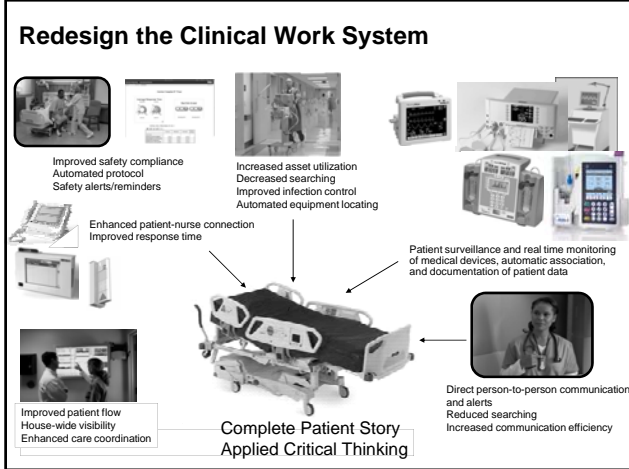 Redesign the Clinical Work System
Improved safety compliance
Automated protocol
Safety alerts/reminders
Increased asset utilization
Decreased searching
Improved infection control
Automated equipment locating
Enhanced patient-nurse connection
Improved response time
Patient surveillance and real time monitoring
of medical devices, automatic association,
and documentation of patient data
Direct person-to-person communication
and alerts
Reduced searching
Increased communication efficiency
Improved patient flow
House-wide visibility
Enhanced care coordination
Complete Patient Story
Applied Critical Thinking